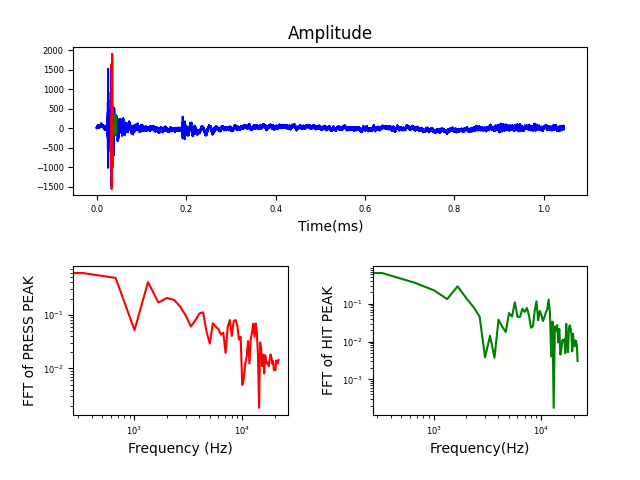 Amplitude
2000
1500
1000
500
0
−500
−1000
−1500
0.0 0.2 0.4 0.6 0.8 1.0
Time(ms)
FFT of PRESS PEAK
10⁻¹
10⁻²
10³ 10⁴
Frequency (Hz)
FFT of HIT PEAK
10⁻¹
10⁻²
10⁻³
10³ 10⁴
Frequency(Hz)